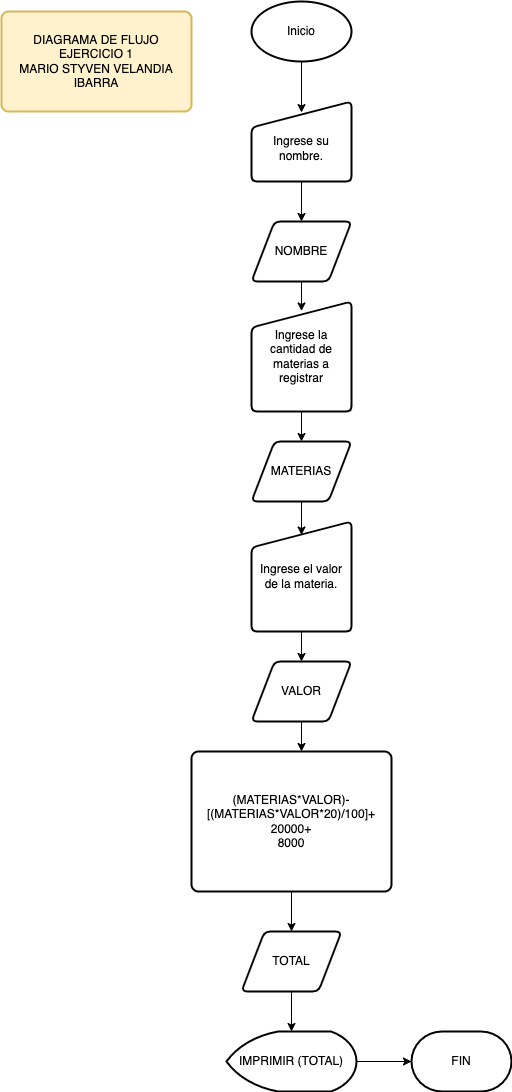 DIAGRAMA DE FLUJO
EJERCICIO 1
MARIO STYVEN VELANDIA
IBARRA
Inicio
Ingrese su
nombre.
NOMBRE
Ingrese la
cantidad de
materias a
registrar
MATERIAS
Ingrese el valor
de la materia.
VALOR
(MATERIAS*VALOR)-
[(MATERIAS*VALOR*20)/100]+
20000+
8000
TOTAL
IMPRIMIR (TOTAL)
FIN